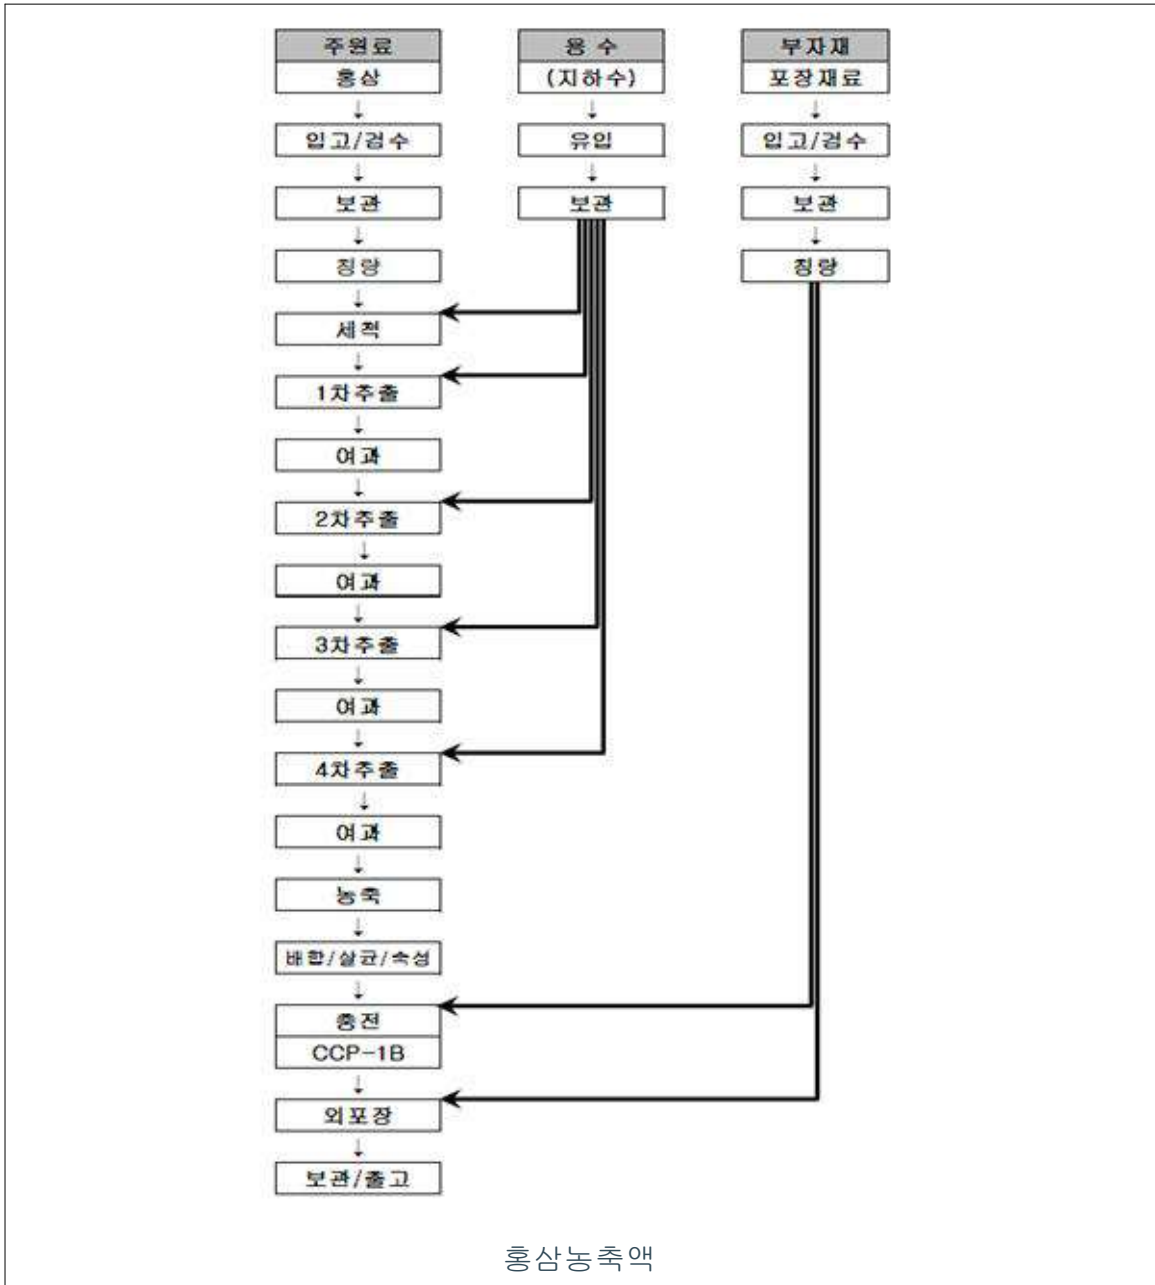 주원료
홍삼
입고/검수
보관
칭량
세척
1차추출
여과
2차추출
여과
3차추출
여과
4차추출
여과
농축
배합/살균/숙성
충전
CCP-1B
외포장
보관/출고
용 수
(지하수)
유입
보관
부자재
포장재료
입고/검수
보관
칭량
홍삼농축액